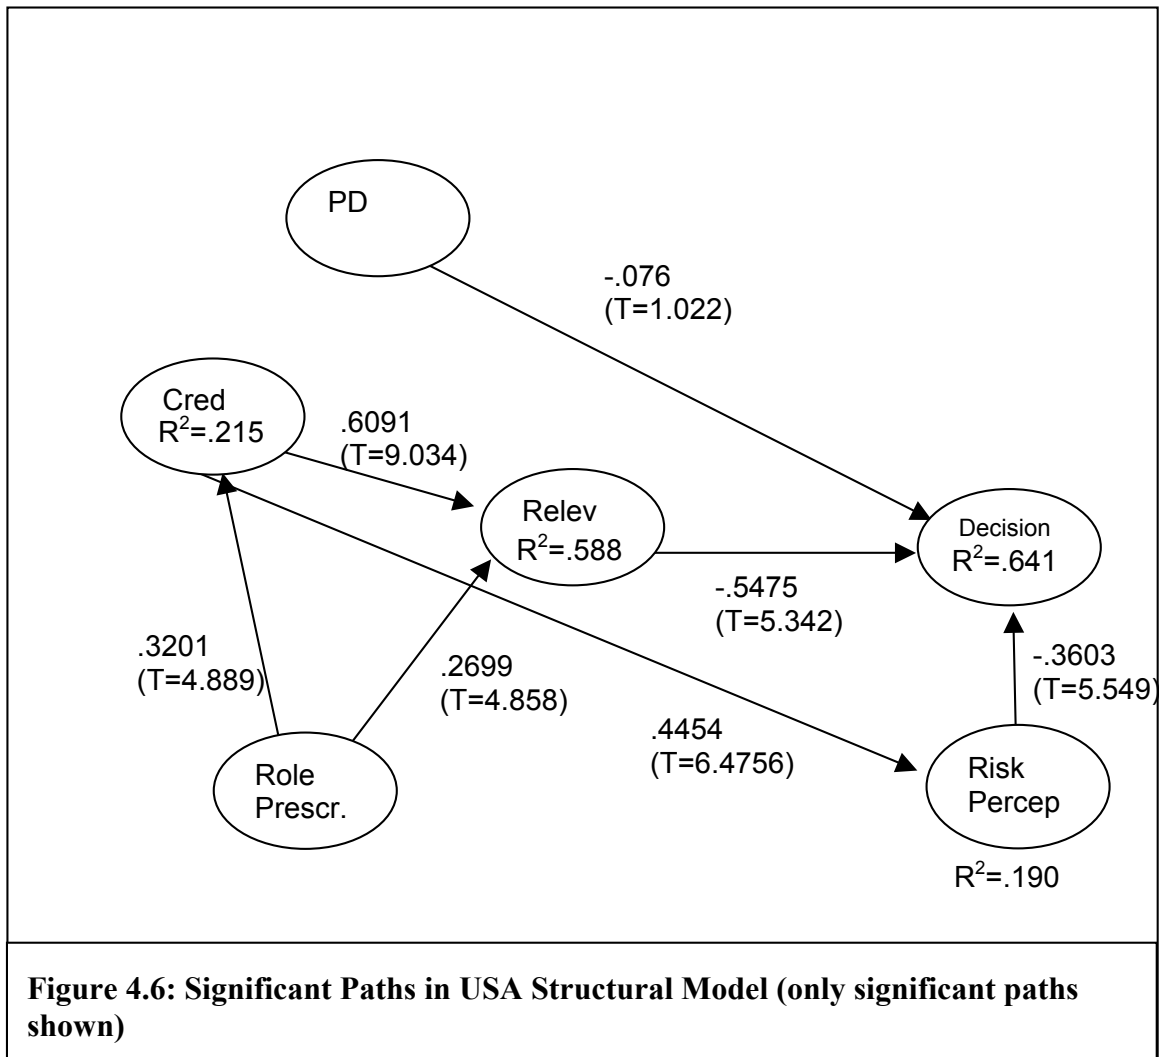 PD
-.076
(T=1.022)
Cred
R²=.215
.6091
(T=9.034)
Relev
R²=.588
Decision
R²=.641
-.5475
(T=5.342)
.3201
(T=4.889)
.2699
(T=4.858)
-.3603
(T=5.549)
.4454
(T=6.4756)
Role
Prescr.
Risk
Percep
R²=.190
Figure 4.6: Significant Paths in USA Structural Model (only significant paths
shown)